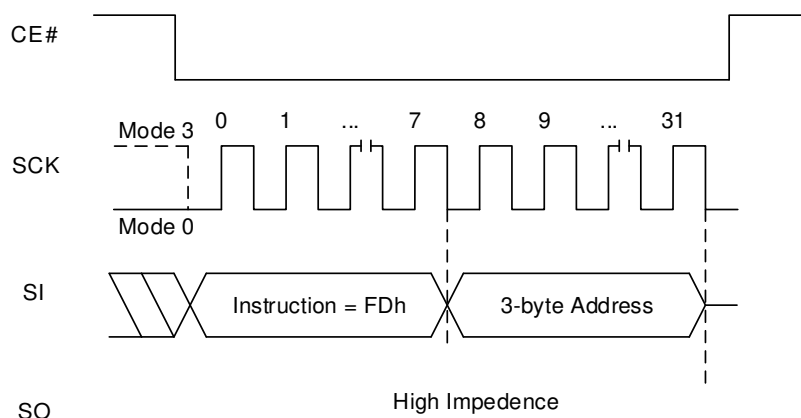 CE#
0 1 ... 7 8 9 ... 31
Mode 3
SCK
Mode 0
SI
Instruction = FDh
3-byte Address
High Impedence
SO